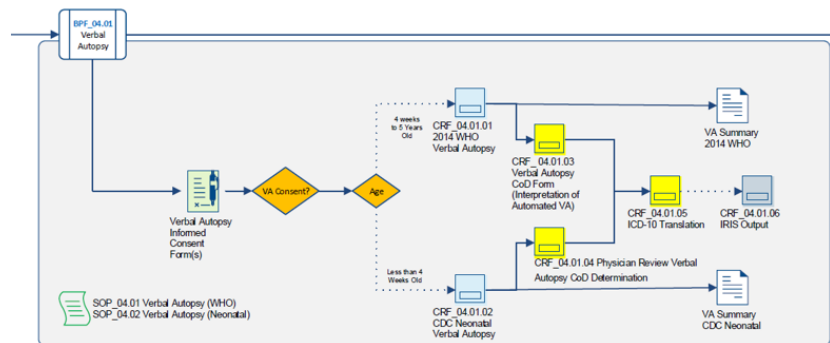 BPF_04.01
Verbal
Autopsy
4 weeks
to 5 Years
Old
CRF_04.01.01
2014 WHO
Verbal Autopsy
VA Summary
2014 WHO
CRF_04.01.03
Verbal Autopsy
CoD Form
(Interpretation of
Automated VA)
VA Consent?
Age
Verbal Autopsy
Informed
Consent
Form(s)
CRF_04.01.05
ICD-10 Translation
CRF_04.01.06
IRIS Output
CRF_04.01.04 Physician Review Verbal
Autopsy CoD Determination
Less than 4
Weeks Old
SOP_04.01 Verbal Autopsy (WHO)
SOP_04.02 Verbal Autopsy (Neonatal)
CRF_04.01.02
CDC Neonatal
Verbal Autopsy
VA Summary
CDC Neonatal